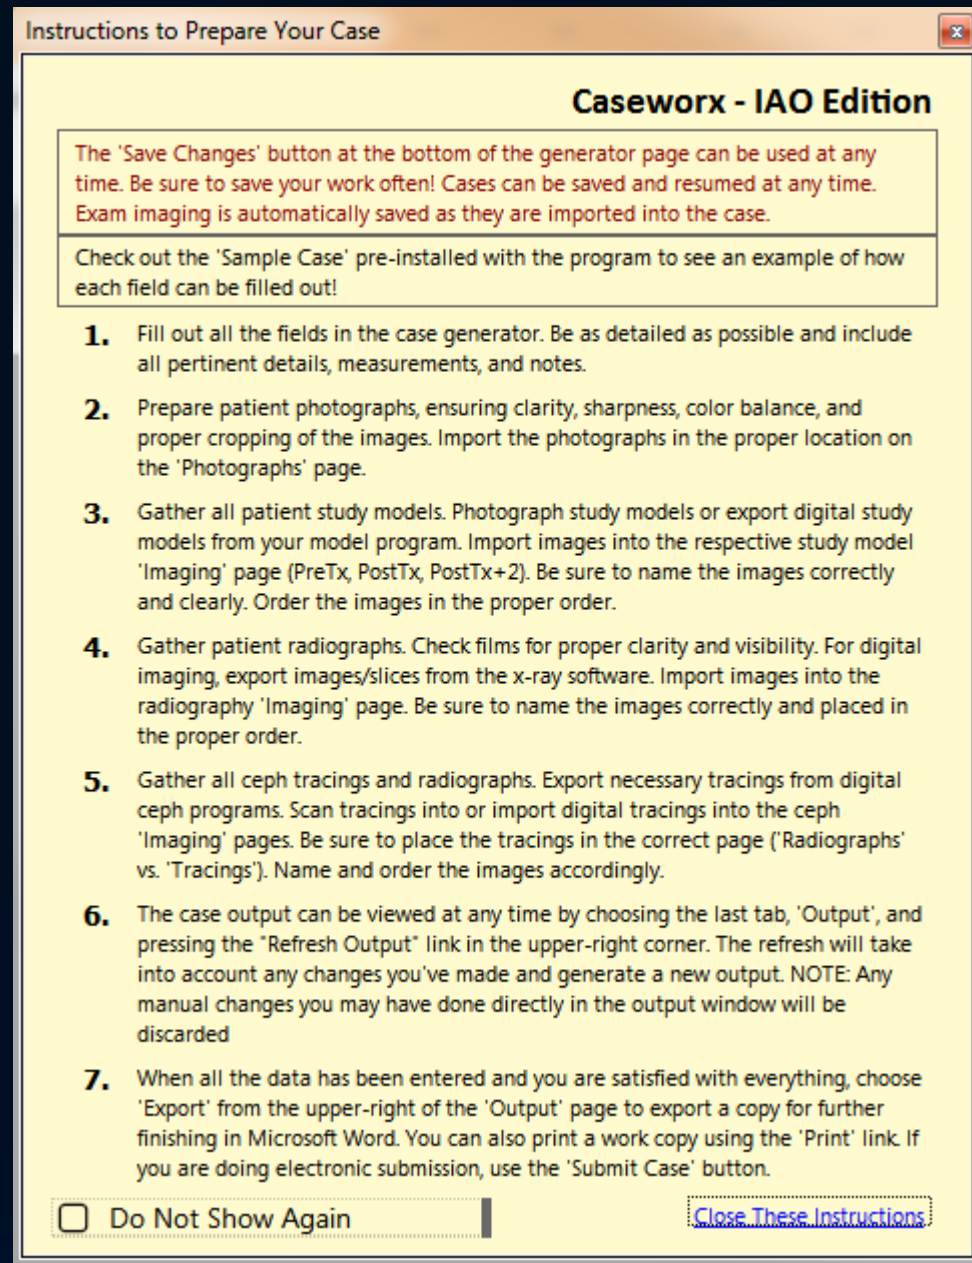 Instructions to Prepare Your Case
Caseworx - IAO Edition
The 'Save Changes' button at the bottom of the generator page can be used at any
time. Be sure to save your work often! Cases can be saved and resumed at any time.
Exam imaging is automatically saved as they are imported into the case.
Check out the 'Sample Case' pre-installed with the program to see an example of how
each field can be filled out!
1. Fill out all the fields in the case generator. Be as detailed as possible and include
all pertinent details, measurements, and notes.
2. Prepare patient photographs, ensuring clarity, sharpness, color balance, and
proper cropping of the images. Import the photographs in the proper location on
the 'Photographs' page.
3. Gather all patient study models. Photograph study models or export digital study
models from your model program. Import images into the respective study model
'Imaging' page (PreTx, PostTx, PostTx+2). Be sure to name the images correctly
and clearly. Order the images in the proper order.
4. Gather patient radiographs. Check films for proper clarity and visibility. For digital
imaging, export images/slices from the x-ray software. Import images into the
radiography 'Imaging' page. Be sure to name the images correctly and placed in
the proper order.
5. Gather all ceph tracings and radiographs. Export necessary tracings from digital
ceph programs. Scan tracings into or import digital tracings into the ceph
'Imaging' pages. Be sure to place the tracings in the correct page ('Radiographs'
vs. 'Tracings'). Name and order the images accordingly.
6. The case output can be viewed at any time by choosing the last tab, 'Output', and
pressing the "Refresh Output" link in the upper-right corner. The refresh will take
into account any changes you've made and generate a new output. NOTE: Any
manual changes you may have done directly in the output window will be
discarded
7. When all the data has been entered and you are satisfied with everything, choose
'Export' from the upper-right of the 'Output' page to export a copy for further
finishing in Microsoft Word. You can also print a work copy using the 'Print' link. If
you are doing electronic submission, use the 'Submit Case' button.
Do Not Show Again
Close These Instructions